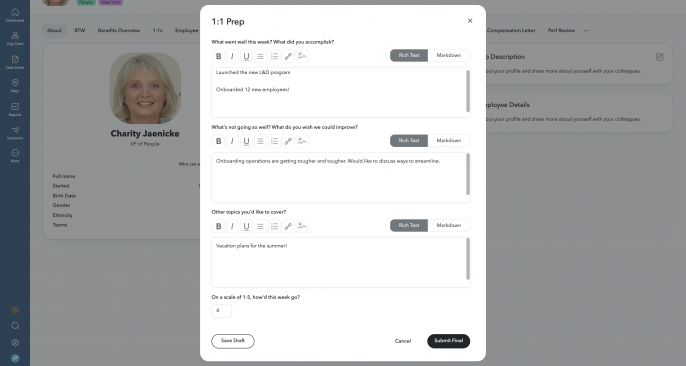 People
New York
Dashboard
Org Chart
Data Sheet
Map
Reports
Scenarios
More
About
RTW
Benefits Overview
1:1s
Employee
Compensation Letter
Perf Review
Charity Jaenicke
VP of People
Who can
Full name
Started
Birth Date
Gender
Ethnicity
Teams
Description
your profile and share more about yourself with your colleagues.
Employee Details
your profile and share more about yourself with your colleagues.
1:1 Prep
What went well this week? What did you accomplish?
B I U
Rich Text
Markdown
Launched the new L&D program
Onboarded 12 new employees!
What's not going so well? What do you wish we could improve?
B I U
Rich Text
Markdown
Onboarding operations are getting tougher and tougher. Would like to discuss ways to streamline.
Other topics you'd like to cover?
B I U
Rich Text
Markdown
Vacation plans for the summer!
On a scale of 1-5, how'd this week go?
4
Save Draft
Cancel
Submit Final